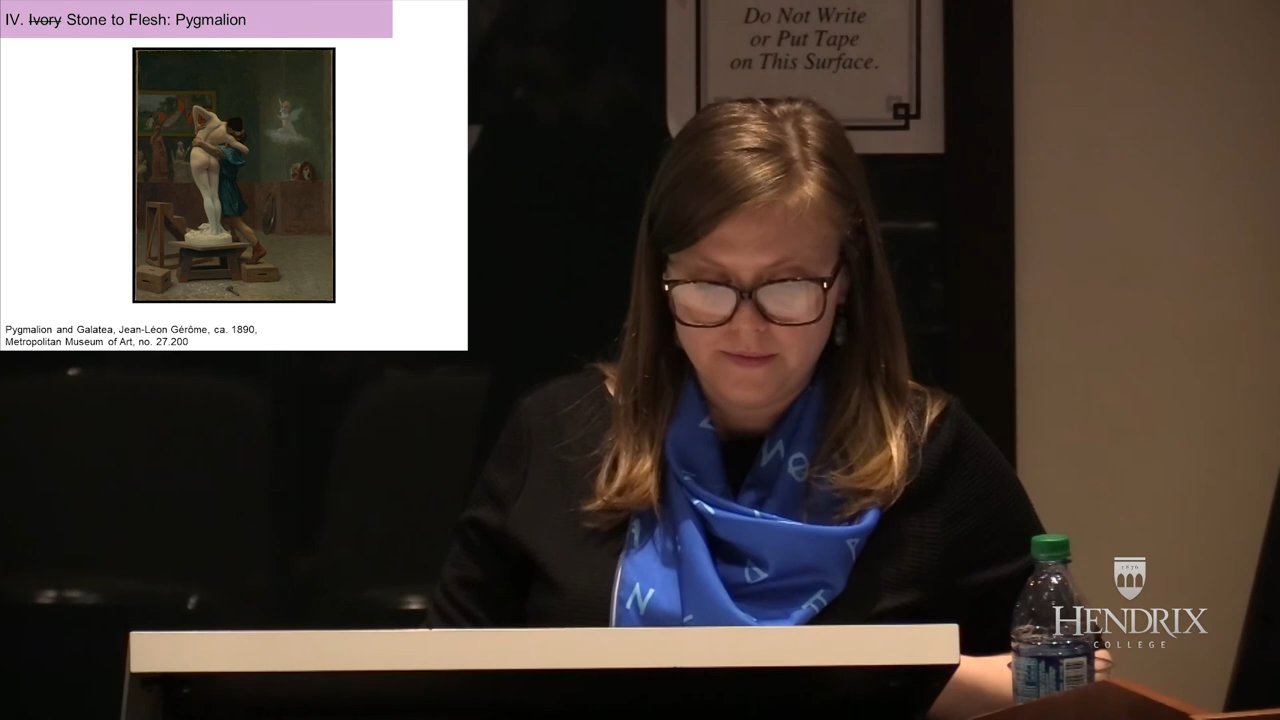 IV. Ivory Stone to Flesh: Pygmalion
Pygmalion and Galatea, Jean-Léon Gérôme, ca. 1890,
Metropolitan Museum of Art, no. 27.200
Do Not Write
or Put Tape
on This Surface.
N
Δ
Δ
Π
N
1876
HENDRIX
COLLEGE